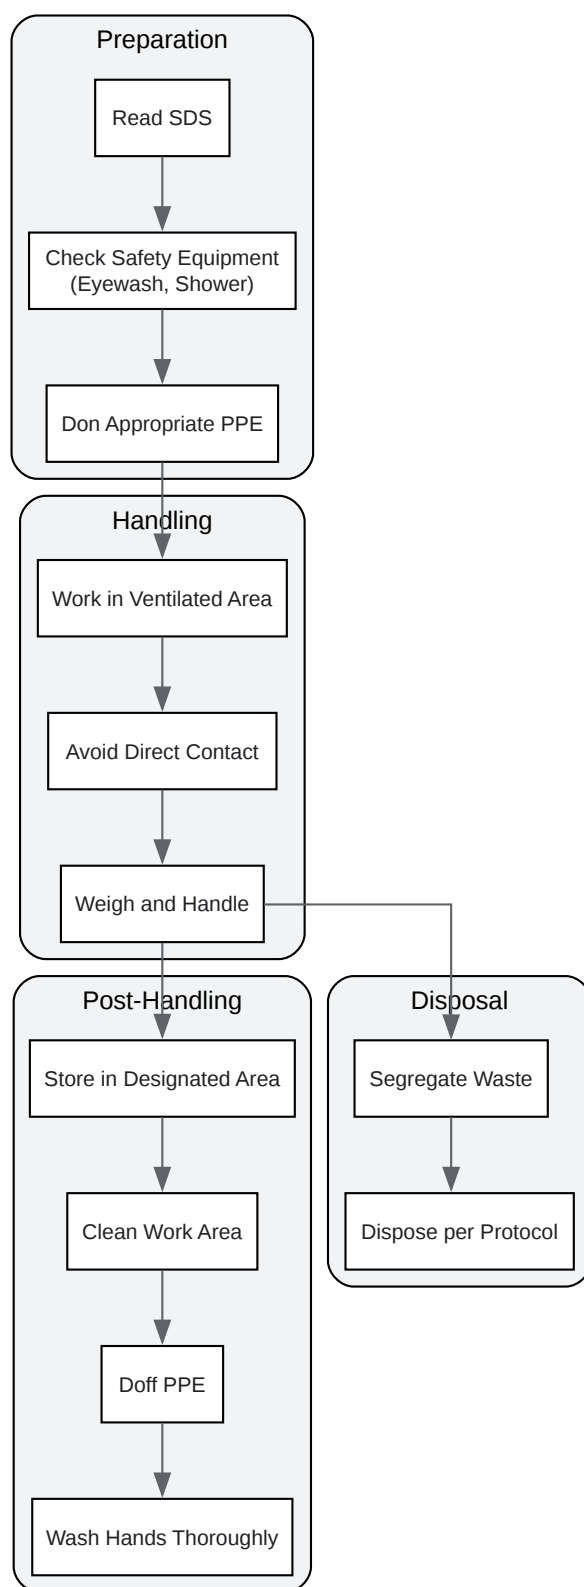 Preparation
Read SDS
Check Safety Equipment
(Eyewash, Shower)
Don Appropriate PPE
Handling
Work in Ventilated Area
Avoid Direct Contact
Weigh and Handle
Post-Handling
Store in Designated Area
Clean Work Area
Doff PPE
Wash Hands Thoroughly
Disposal
Segregate Waste
Dispose per Protocol